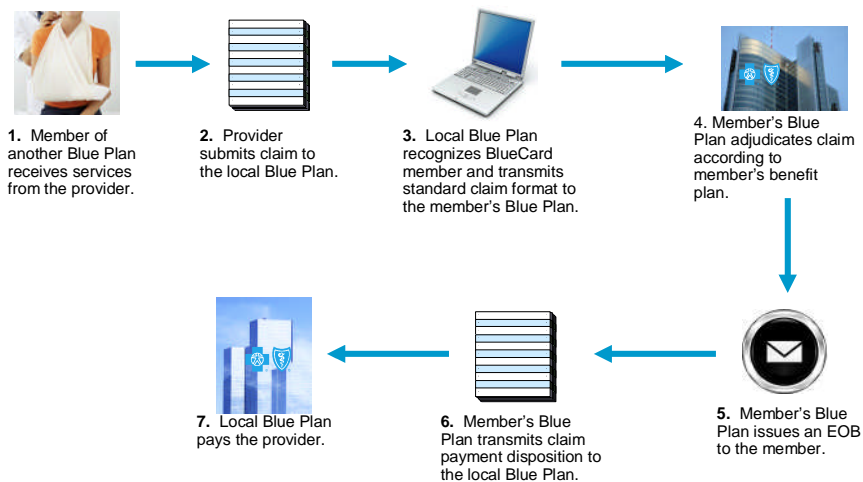 1. Member of
another Blue Plan
receives services
from the provider.
2. Provider
submits claim to
the local Blue Plan.
3. Local Blue Plan
recognizes BlueCard
member and transmits
standard claim format to
the member's Blue Plan.
4. Member's Blue
Plan adjudicates claim
according to
member's benefit
plan.
5. Member's Blue
Plan issues an EOB
to the member.
6. Member's Blue
Plan transmits claim
payment disposition to
the local Blue Plan.
7. Local Blue Plan
pays the provider.